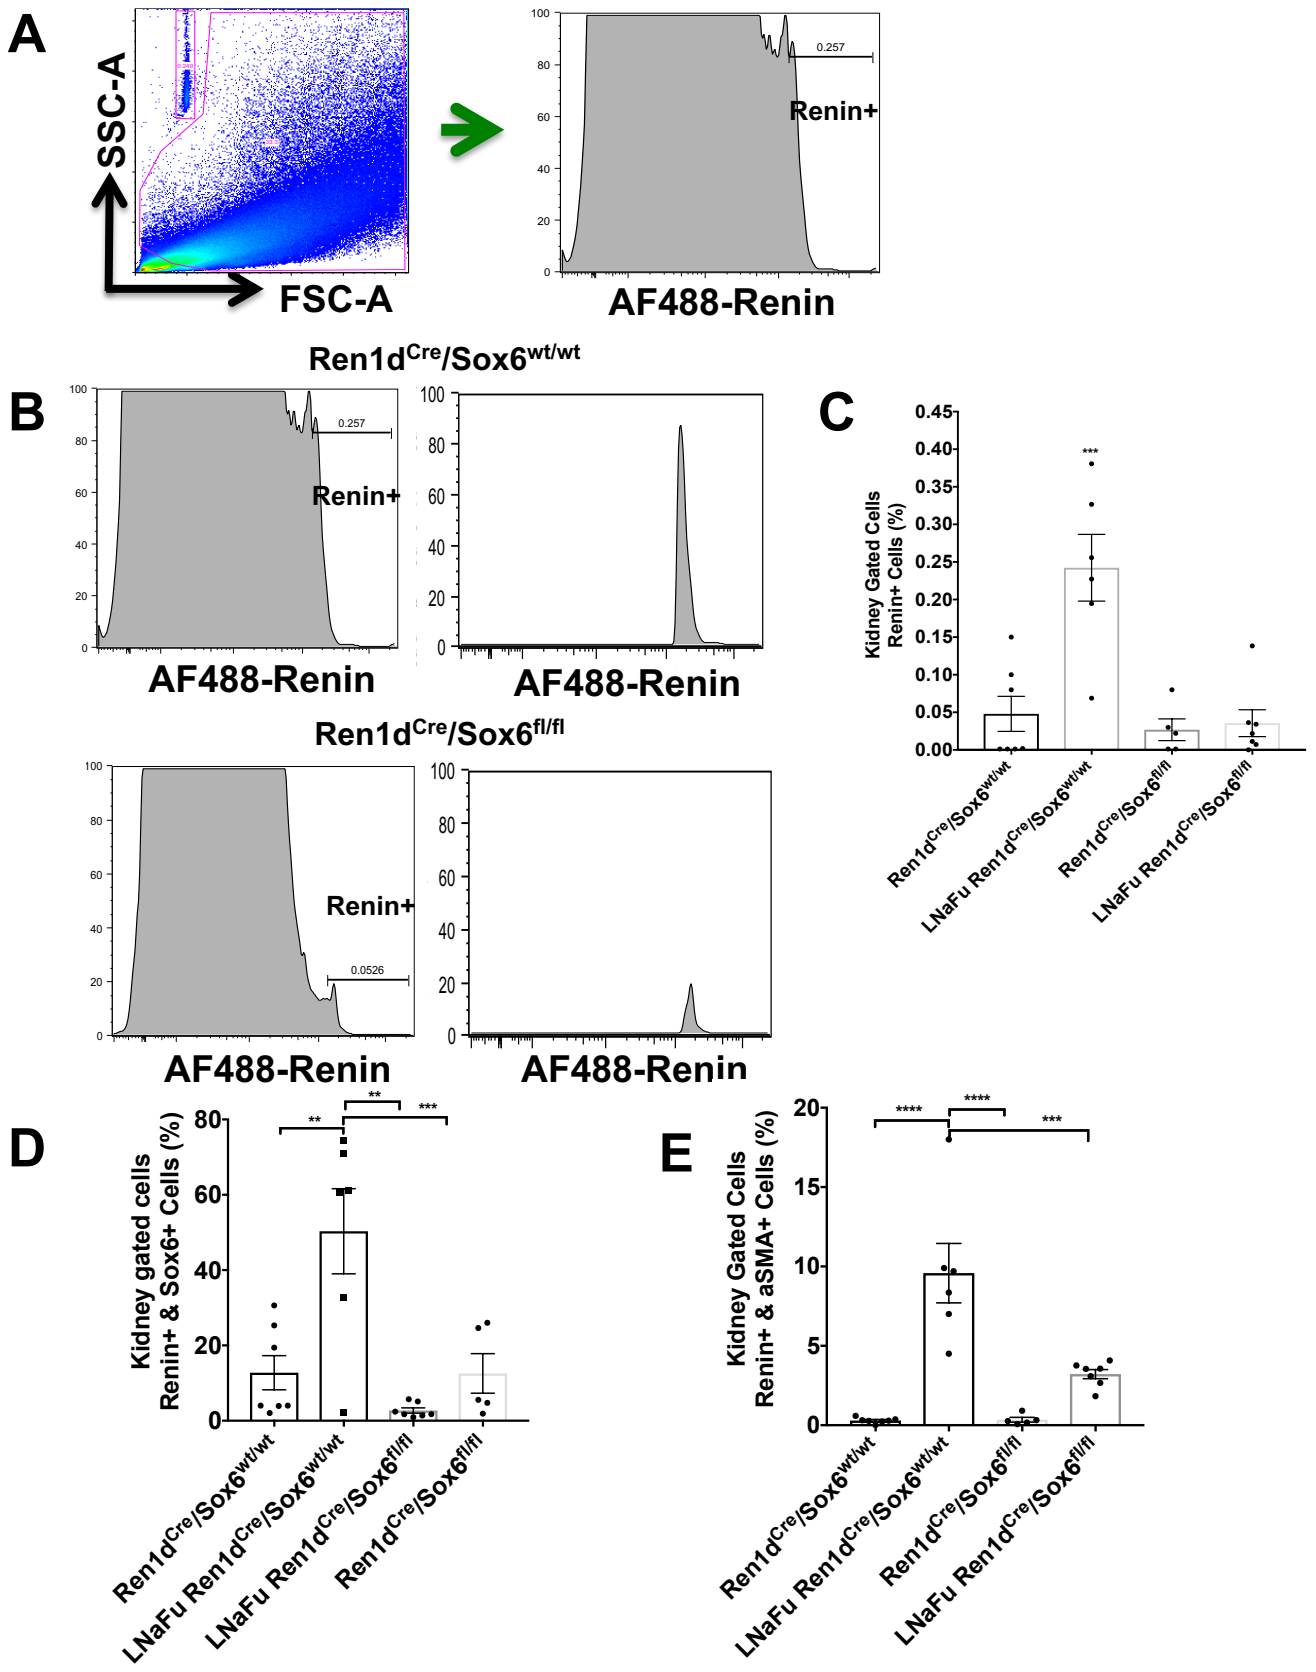 A
SSC-A
FSC-A
0.249
100
80
60
40
20
0
0.257
Renin+
AF488-Renin
Ren1dCre/Sox6wt/wt
B
100
80
60
40
20
0
0.257
Renin+
AF488-Renin
100
80
60
40
20
0
AF488-Renin
Ren1dCre/Sox6fl/fl
100
80
60
40
20
0
Renin+
0.0526
AF488-Renin
100
80
60
40
20
0
AF488-Renin
C
Kidney Gated Cells
Renin+ Cells (%)
0.45
0.40
0.35
0.30
0.25
0.20
0.15
0.10
0.05
0.00
***
Ren1dCre/Sox6wt/wt
LNaFu Ren1dCre/Sox6wt/wt
Ren1dCre/Sox6fl/fl
LNaFu Ren1dCre/Sox6fl/fl
D
Kidney gated cells
Renin+ & Sox6+ Cells (%)
80
60
40
20
0
**
**
***
Ren1dCre/Sox6wt/wt
LNaFu Ren1dCre/Sox6wt/wt
LNaFu Ren1dCre/Sox6fl/fl
Ren1dCre/Sox6fl/fl
E
Kidney Gated Cells
Renin+ & aSMA+ Cells (%)
20
15
10
5
0
****
****
***
Ren1dCre/Sox6wt/wt
LNaFu Ren1dCre/Sox6wt/wt
Ren1dCre/Sox6fl/fl
LNaFu Ren1dCre/Sox6fl/fl